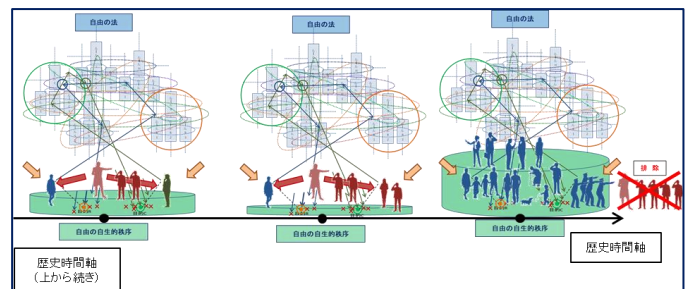 自由の法
自由の法
自由の法
排 除
自由の自生的秩序
自由の自生的秩序
自由の自生的秩序
歴史時間軸
（上から続き）
歴史時間軸